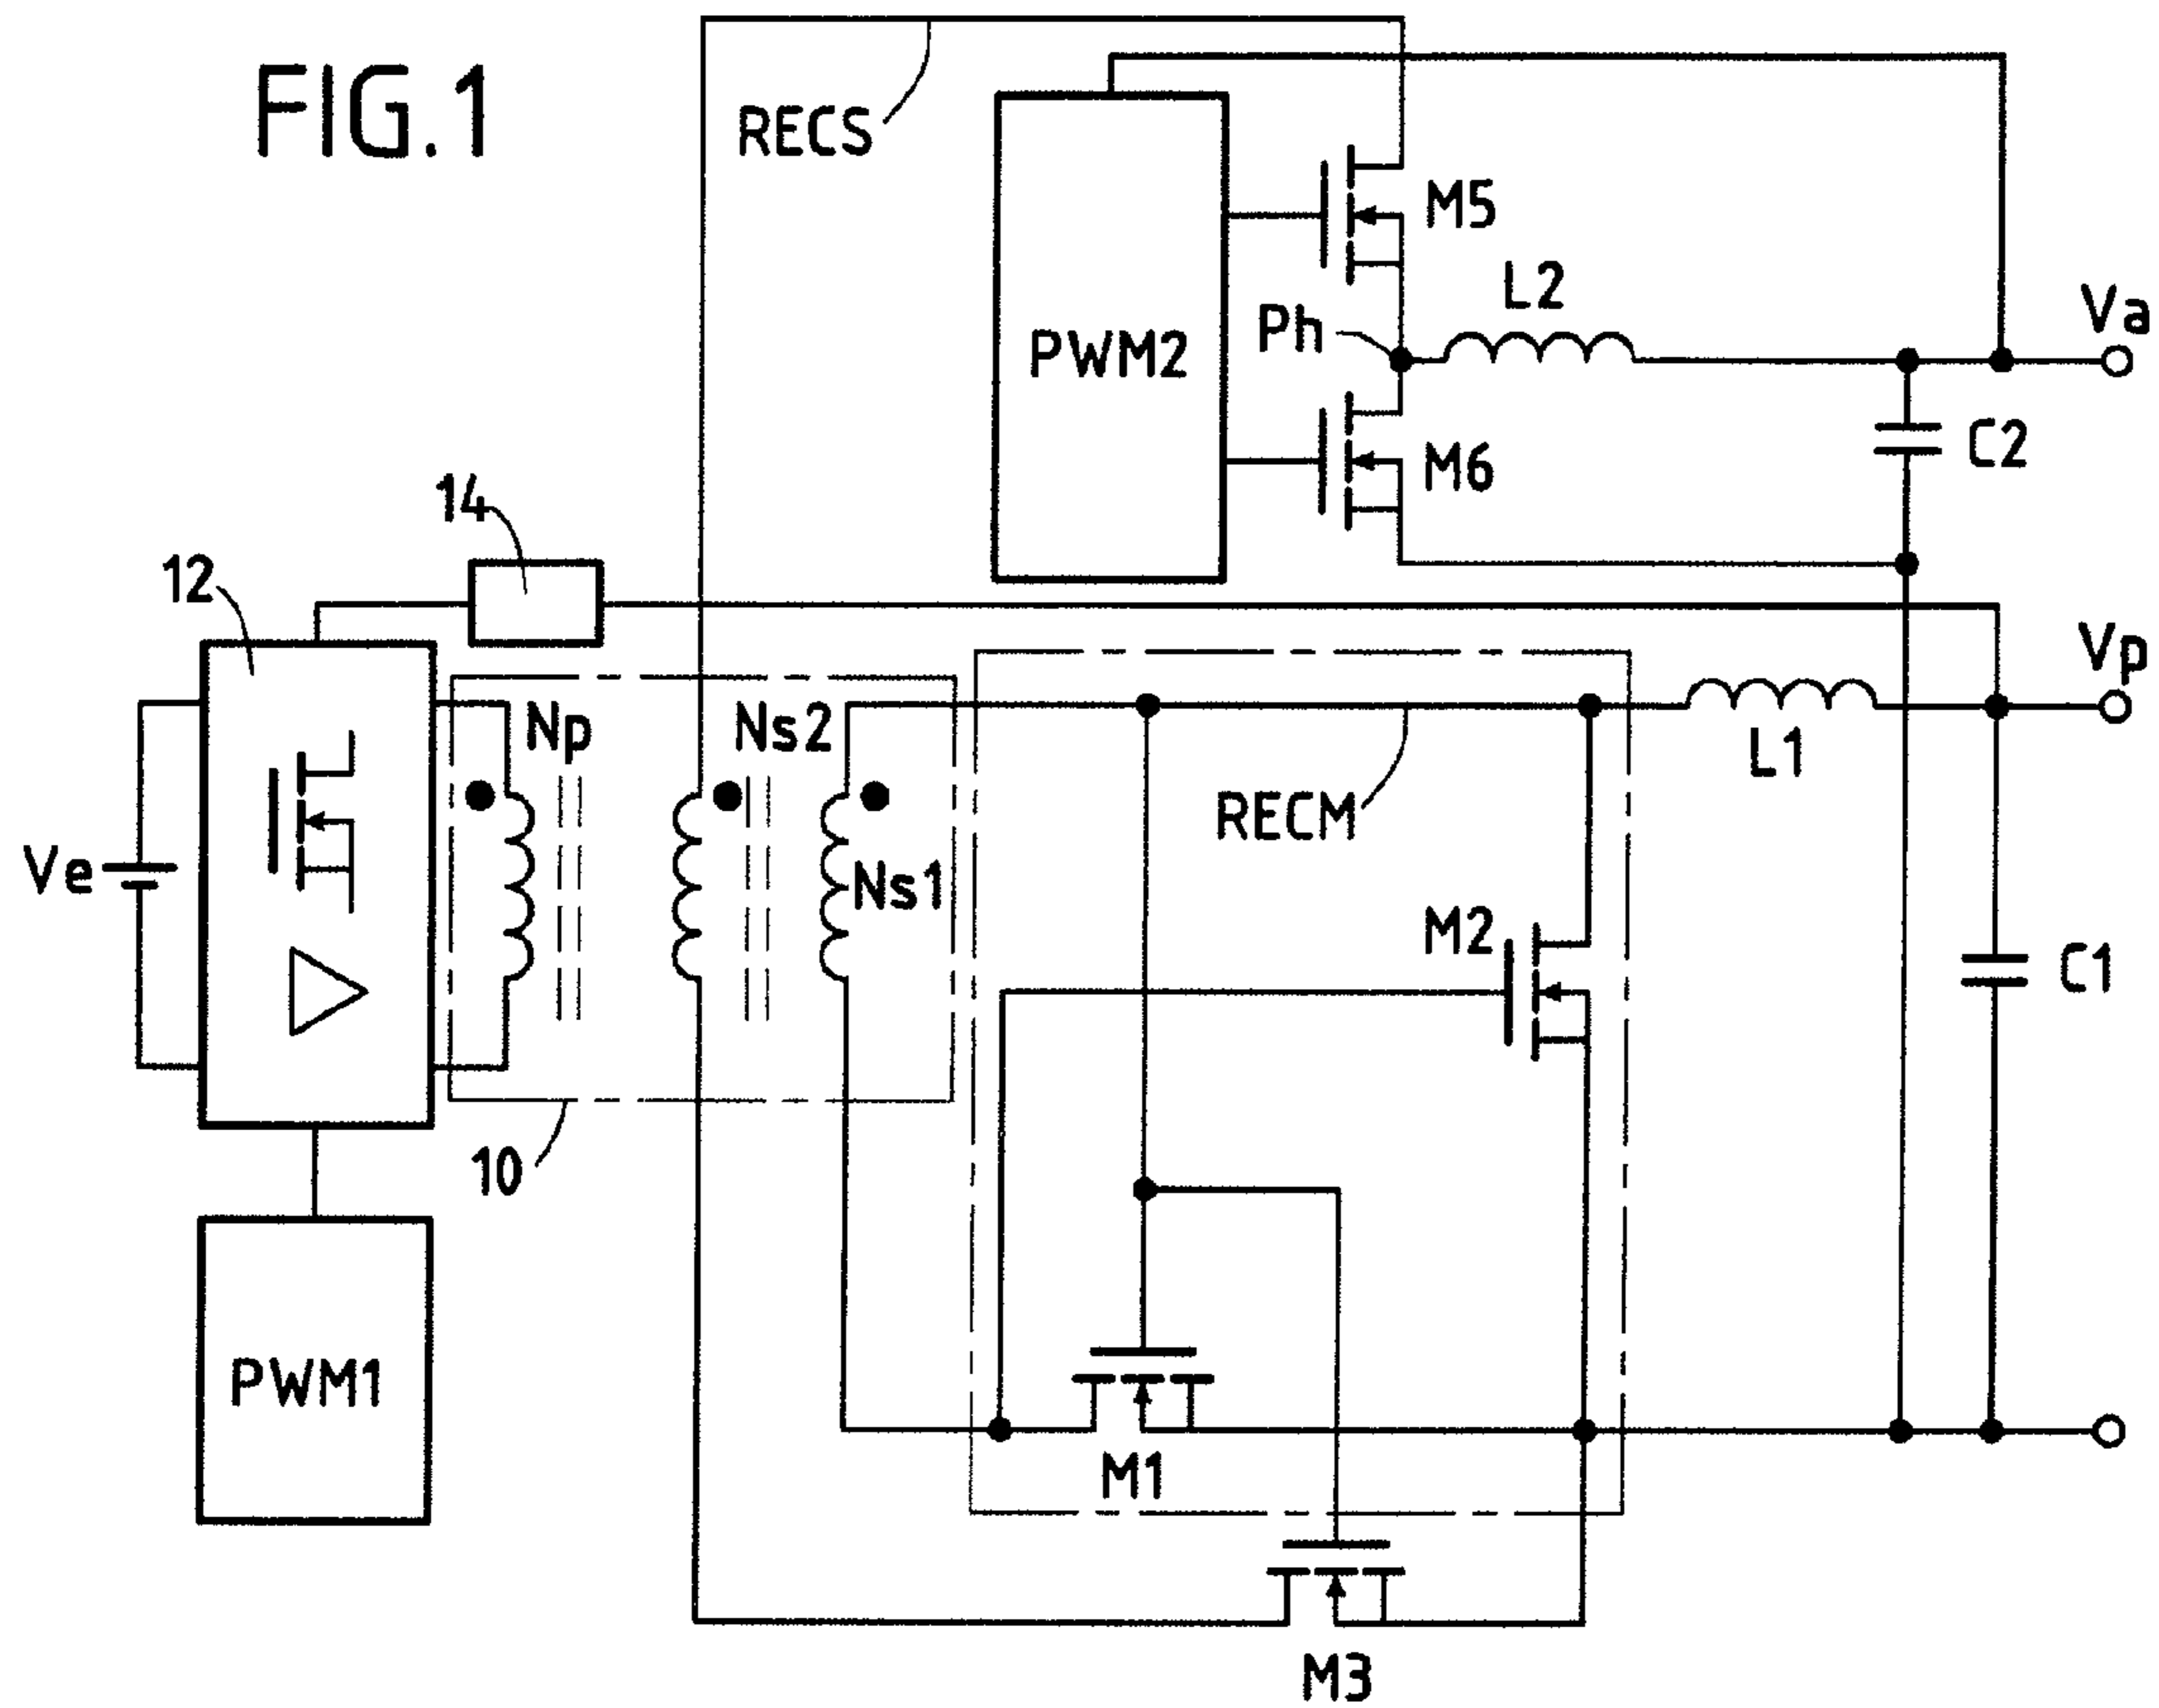 FIG.1
RECS
M5
L2
Va
Ph
PWM2
C2
M6
14
12
Vp
Np
Ns2
L1
RECM
Ve
Ns1
M2
C1
10
PWM1
M1
M3